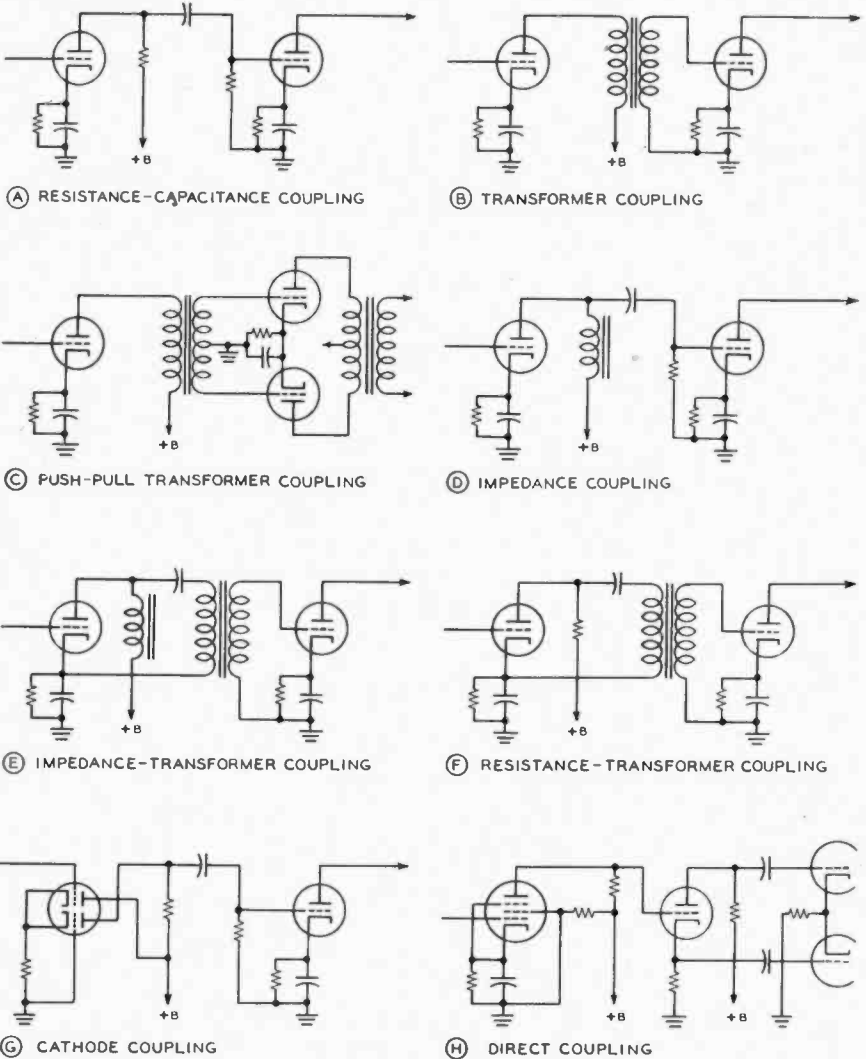 +B
Ⓐ RESISTANCE-CAPACITANCE COUPLING
+B
Ⓑ TRANSFORMER COUPLING
+B
Ⓒ PUSH-PULL TRANSFORMER COUPLING
+B
Ⓓ IMPEDANCE COUPLING
+B
Ⓔ IMPEDANCE-TRANSFORMER COUPLING
+B
Ⓕ RESISTANCE-TRANSFORMER COUPLING
+B
Ⓖ CATHODE COUPLING
+B
+B
Ⓗ DIRECT COUPLING